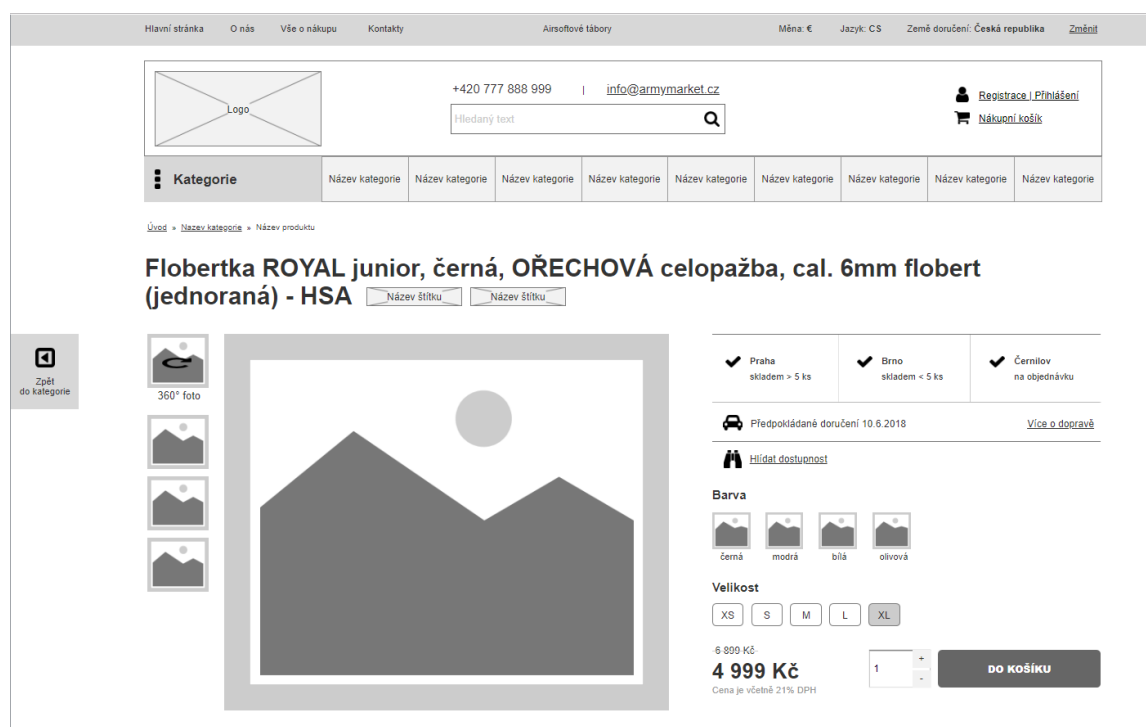 Hlavní stránka O nás Vše o nákupu Kontakty Airsoftové tábory Měna: € Jazyk: CS Země doručení: Česká republika Změnit
Logo
+420 777 888 999 | info@armymarket.cz
Hledaný text
Registrace | Přihlášení
Nákupní košík
Kategorie Název kategorie Název kategorie Název kategorie Název kategorie Název kategorie Název kategorie Název kategorie Název kategorie Název kategorie
Úvod » Nazev kategorie » Název produktu
Flobertka ROYAL junior, černá, OŘECHOVÁ celopažba, cal. 6mm flobert
(jednoraná) - HSA Název štítku Název štítku
Zpět
do kategorie
360° foto
Praha
skladem > 5 ks
Brno
skladem < 5 ks
Černilov
na objednávku
Předpokládané doručení 10.6.2018 Více o dopravě
Hlídat dostupnost
Barva
černá modrá bílá olivová
Velikost
XS S M L XL
6 899 Kč
4 999 Kč
Cena je včetně 21% DPH
1 + -
DO KOŠÍKU